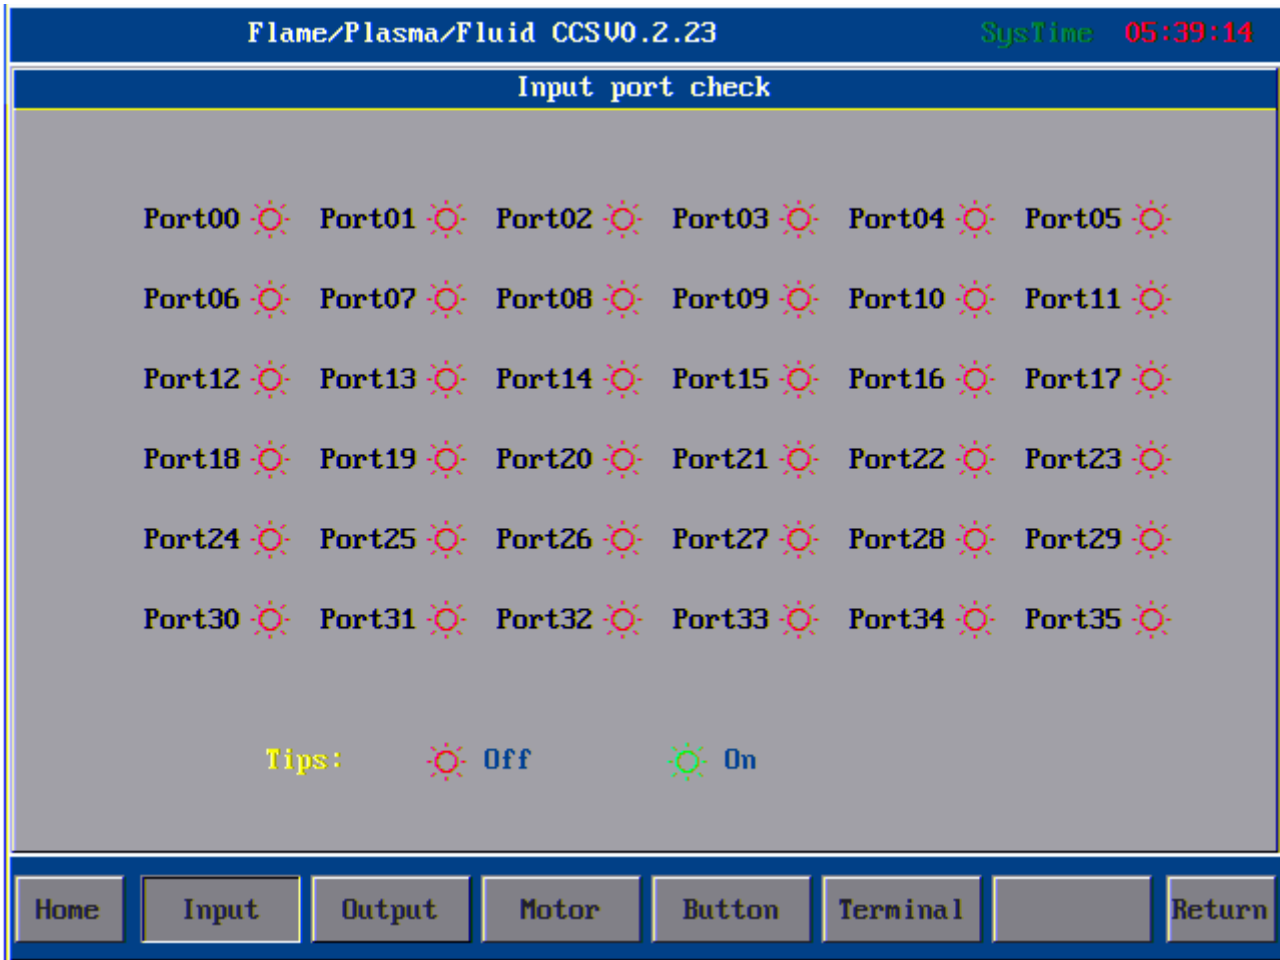 Flame/Plasma/Fluid CCSV0.2.23 SysTime 05:39:14
Input port check
Port00 Port01 Port02 Port03 Port04 Port05
Port06 Port07 Port08 Port09 Port10 Port11
Port12 Port13 Port14 Port15 Port16 Port17
Port18 Port19 Port20 Port21 Port22 Port23
Port24 Port25 Port26 Port27 Port28 Port29
Port30 Port31 Port32 Port33 Port34 Port35
Tips: Off On
Home Input Output Motor Button Terminal Return